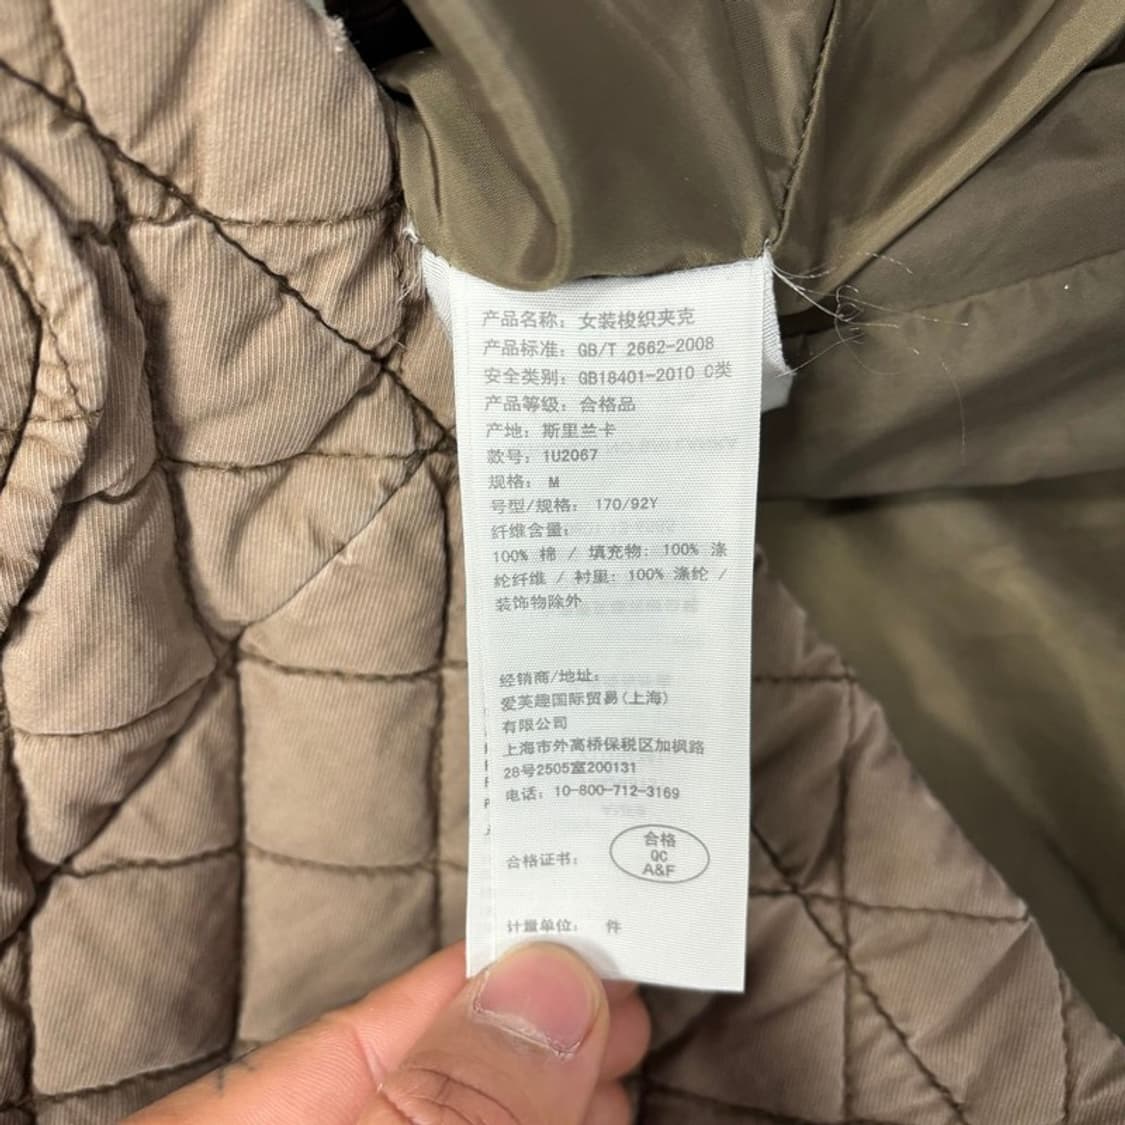 产品名称: 女装梭织夹克
产品标准: GB/T 2662-2008
安全类别: GB18401-2010 C类
产品等级: 合格品
产地: 斯里兰卡
款号: 1U2067
规格: M
号型/规格: 170/92Y
纤维含量:
100% 棉 / 填充物: 100% 涤
纶纤维 / 衬里: 100% 涤纶 /
装饰物除外
经销商/地址:
爱芙趣国际贸易(上海)
有限公司
上海市外高桥保税区加枫路
28号2505室200131
电话: 10-800-712-3169
合格证书:
合格
QC
A&F
计量单位: 件